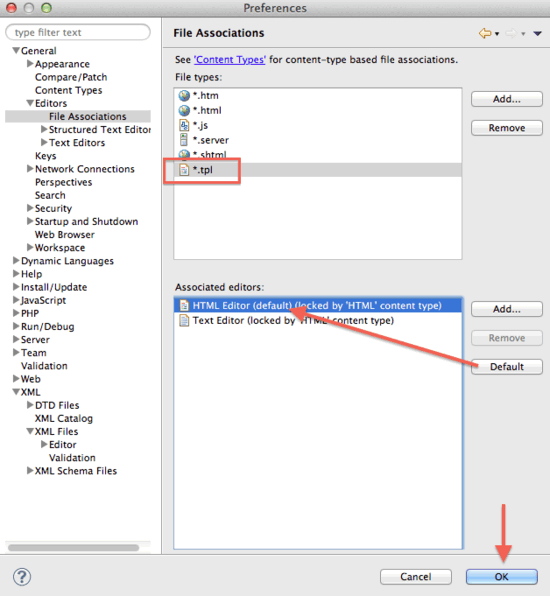 Preferences
type filter text
General
Appearance
Compare/Patch
Content Types
Editors
File Associations
Structured Text Editor
Text Editors
Keys
Network Connections
Perspectives
Search
Security
Startup and Shutdown
Web Browser
Workspace
Dynamic Languages
Help
Install/Update
JavaScript
PHP
Run/Debug
Server
Team
Validation
Web
XML
DTD Files
XML Catalog
XML Files
Editor
Validation
XML Schema Files
File Associations
See 'Content Types' for content-type based file associations.
File types:
*.htm
*.html
*.js
*.server
*.shtml
*.tpl
Add...
Remove
Associated editors:
HTML Editor (default) (locked by 'HTML' content type)
Text Editor (locked by 'HTML' content type)
Add...
Remove
Default
?
Cancel
OK